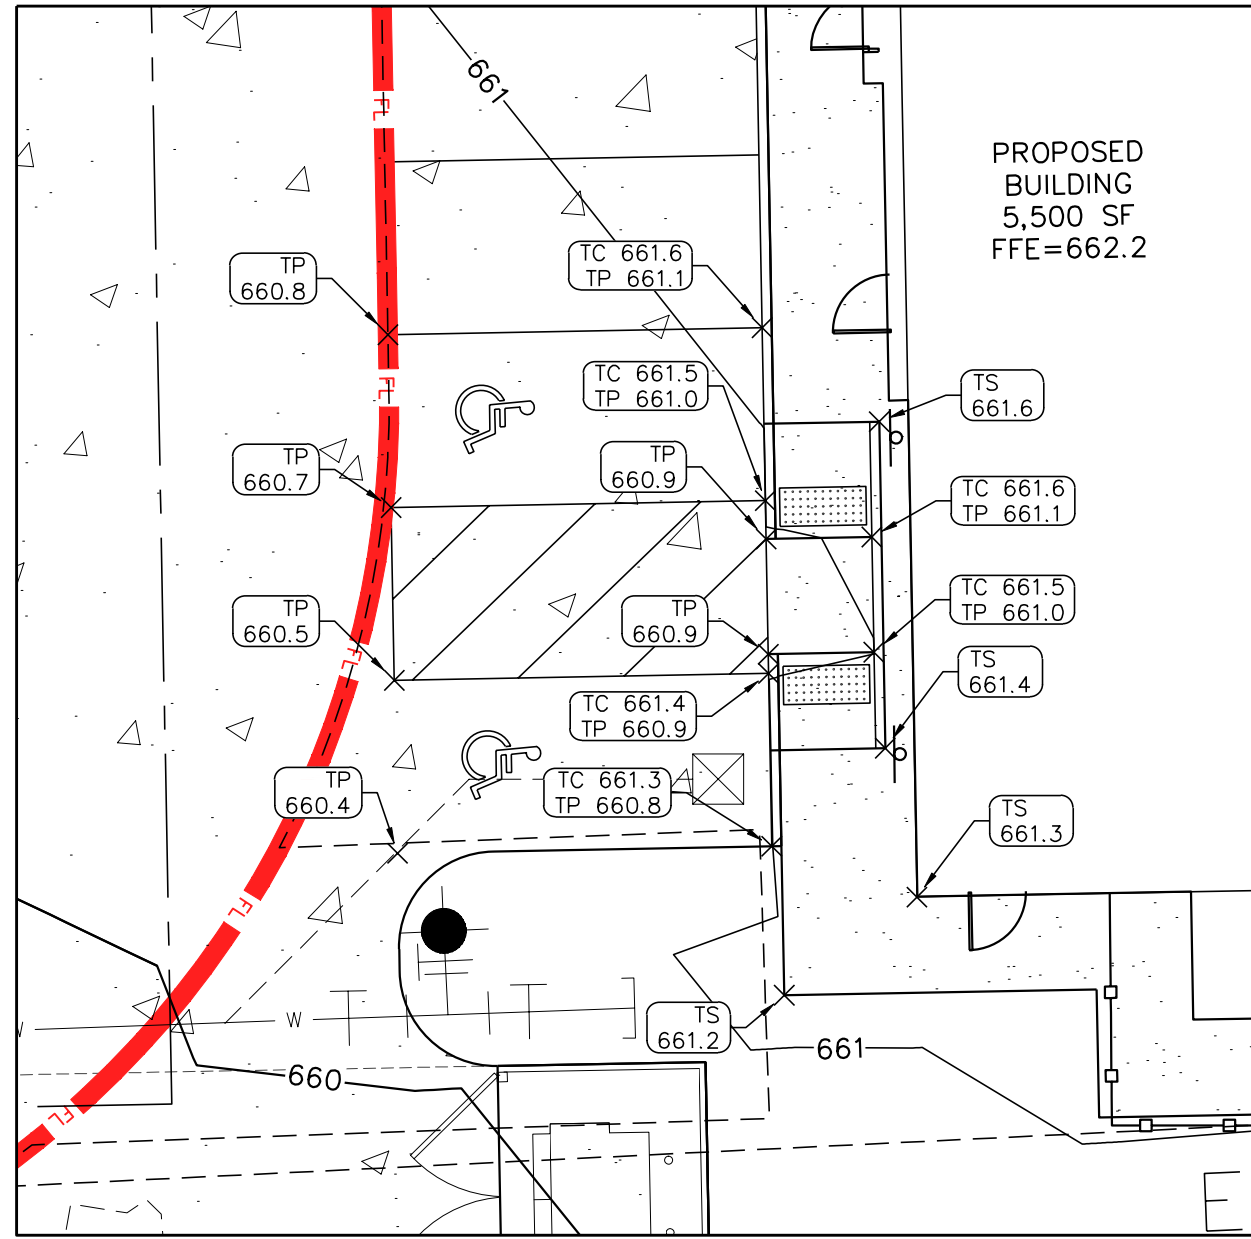 661
FL
PROPOSED
BUILDING
5,500 SF
FFE=662.2
TP
660.8
TC 661.6
TP 661.1
FL
TC 661.5
TP 661.0
TS
661.6
TP
660.7
TP
660.9
TC 661.6
TP 661.1
TP
660.5
TP
660.9
TC 661.5
TP 661.0
FL
TS
661.4
TC 661.4
TP 660.9
TP
660.4
TC 661.3
TP 660.8
TS
661.3
FL
W
W
TS
661.2
661
660
FL
E